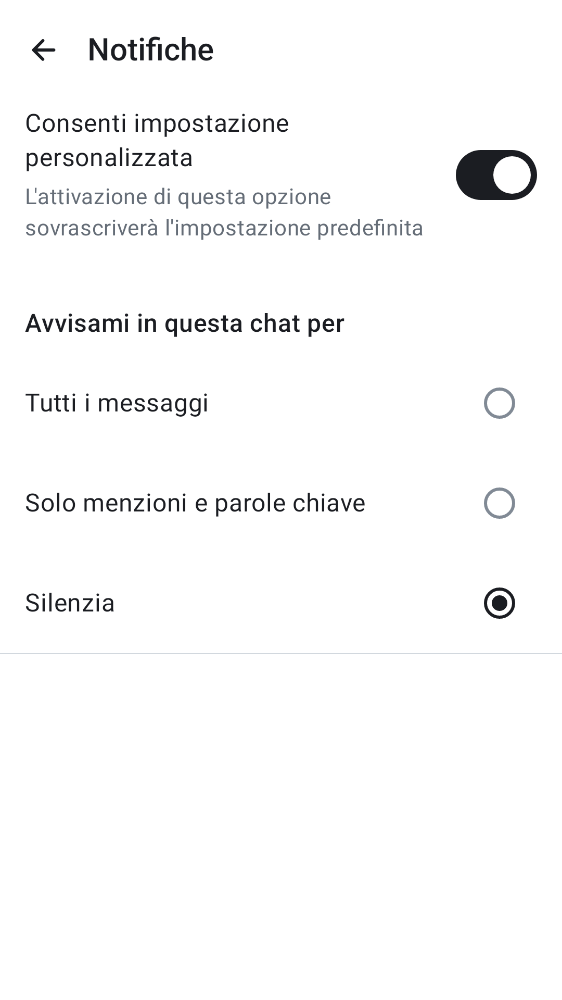 Notifiche
Consenti impostazione
personalizzata
L'attivazione di questa opzione
sovrascriverà l'impostazione predefinita
Avvisami in questa chat per
Tutti i messaggi
Solo menzioni e parole chiave
Silenzia